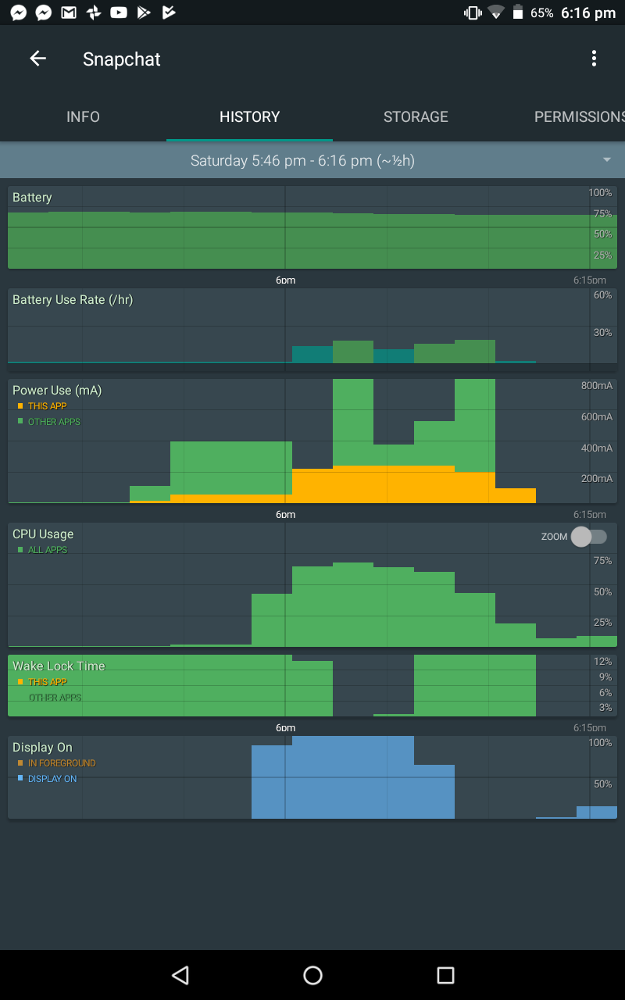 65% 6:16 pm
Snapchat
INFO HISTORY STORAGE PERMISSIONS
Saturday 5:46 pm - 6:16 pm (~½h)
Battery
100%
75%
50%
25%
6pm 6:15pm
Battery Use Rate (/hr)
60%
30%
Power Use (mA)
THIS APP
OTHER APPS
800mA
600mA
400mA
200mA
6pm 6:15pm
CPU Usage
ALL APPS
ZOOM
75%
50%
25%
Wake Lock Time
THIS APP
OTHER APPS
12%
9%
6%
3%
6pm 6:15pm
Display On
IN FOREGROUND
DISPLAY ON
100%
50%